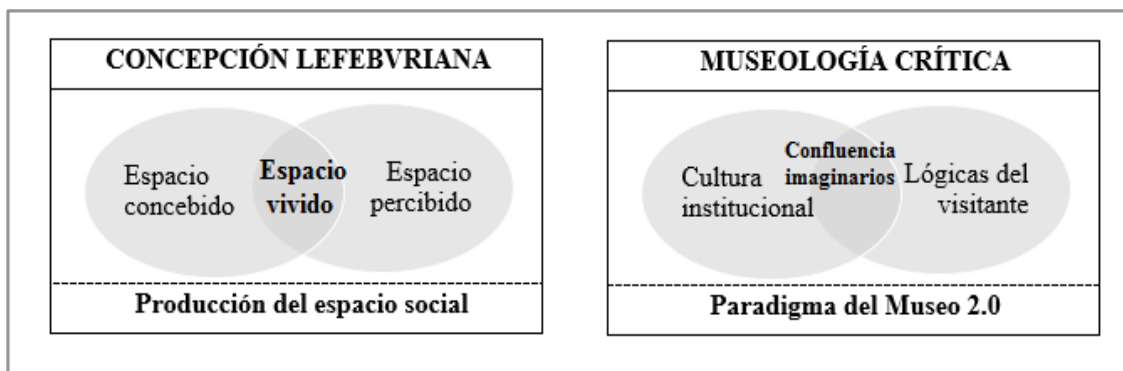 CONCEPCIÓN LEFEBVRIANA
Espacio
concebido
Espacio
vivido
Espacio
percibido
Producción del espacio social
MUSEOLOGÍA CRÍTICA
Cultura
institucional
Confluencia
imaginarios
Lógicas del
visitante
Paradigma del Museo 2.0